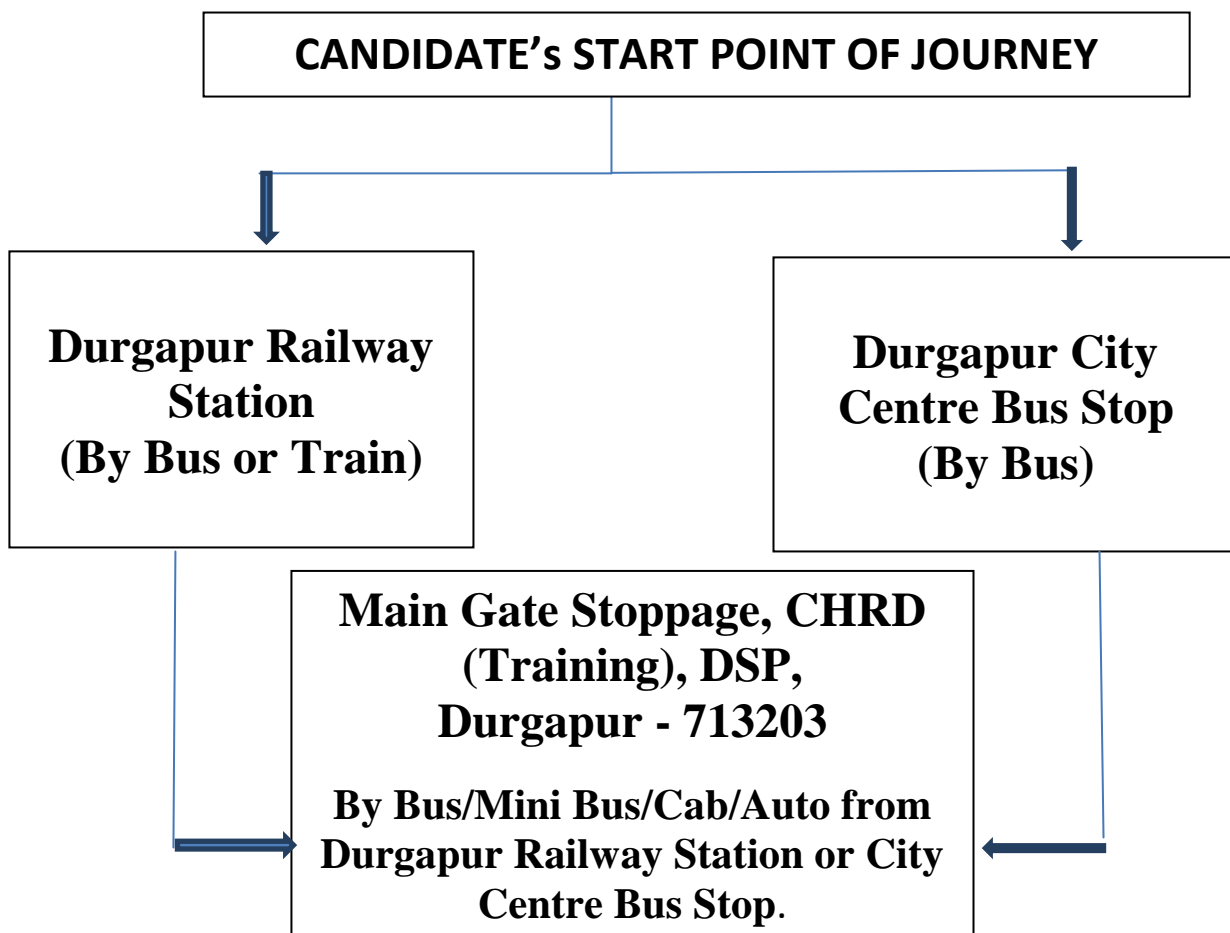 CANDIDATE's START POINT OF JOURNEY
Durgapur Railway
Station
(By Bus or Train)
Durgapur City
Centre Bus Stop
(By Bus)
Main Gate Stoppage, CHRD
(Training), DSP,
Durgapur - 713203
By Bus/Mini Bus/Cab/Auto from
Durgapur Railway Station or City
Centre Bus Stop.